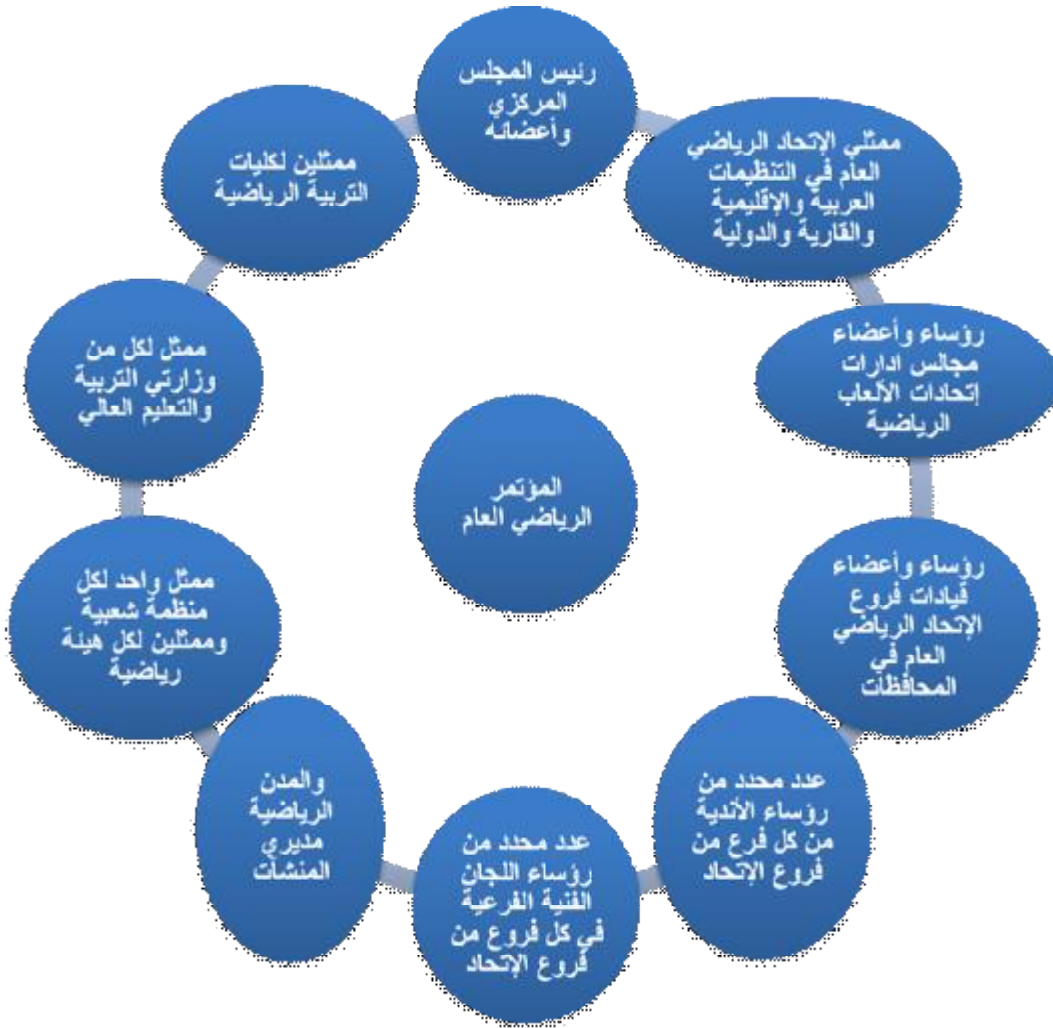 رئيس المجلس
المركزي
وأعضائه
ممثلي الإتحاد الرياضي
العام في التنظيمات
العربية والإقليمية
والقارية والدولية
رؤساء وأعضاء
مجالس ادارات
إتحادات الألعاب
الرياضية
رؤساء وأعضاء
قيادات فروع
الإتحاد الرياضي
العام في
المحافظات
عدد محدد من
رؤساء الأندية
من كل فرع من
فروع الإتحاد
عدد محدد من
رؤساء اللجان
الفنية الفرعية
في كل فروع من
فروع الإتحاد
والمدن
الرياضية
مديري
المنشآت
ممثل واحد لكل
منظمة شعبية
وممثلين لكل هيئة
رياضية
ممثل لكل من
وزارتي التربية
والتعليم العالي
ممثلين لكليات
التربية الرياضية
المؤتمر
الرياضي العام